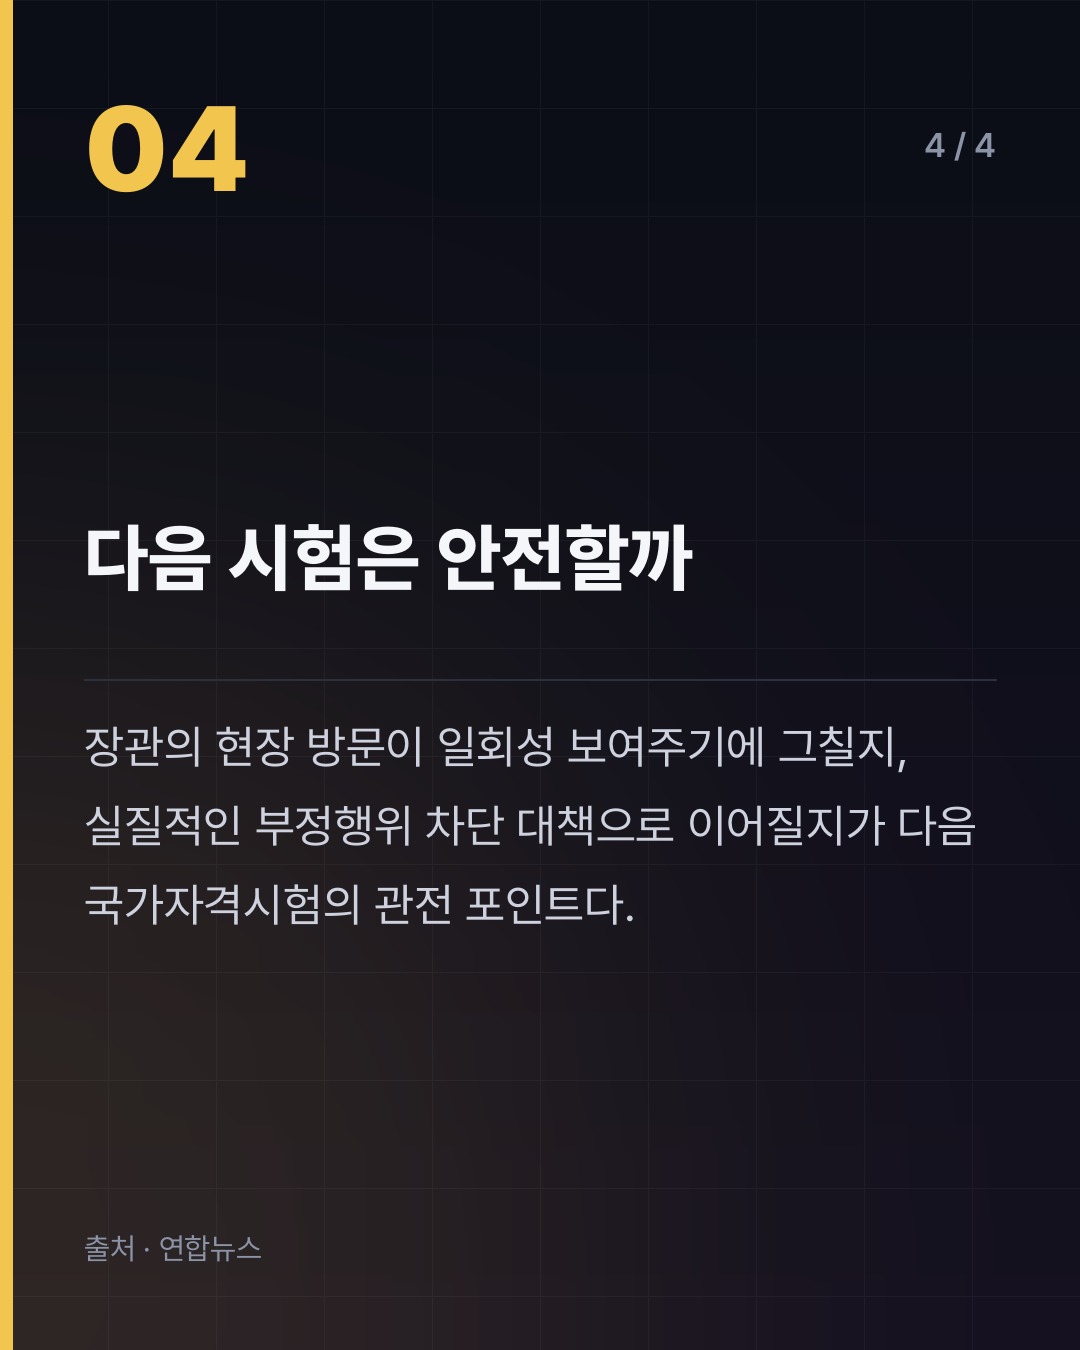 04
4 / 4
다음 시험은 안전할까
장관의 현장 방문이 일회성 보여주기에 그칠지,
실질적인 부정행위 차단 대책으로 이어질지가 다음
국가자격시험의 관전 포인트다.
출처 · 연합뉴스